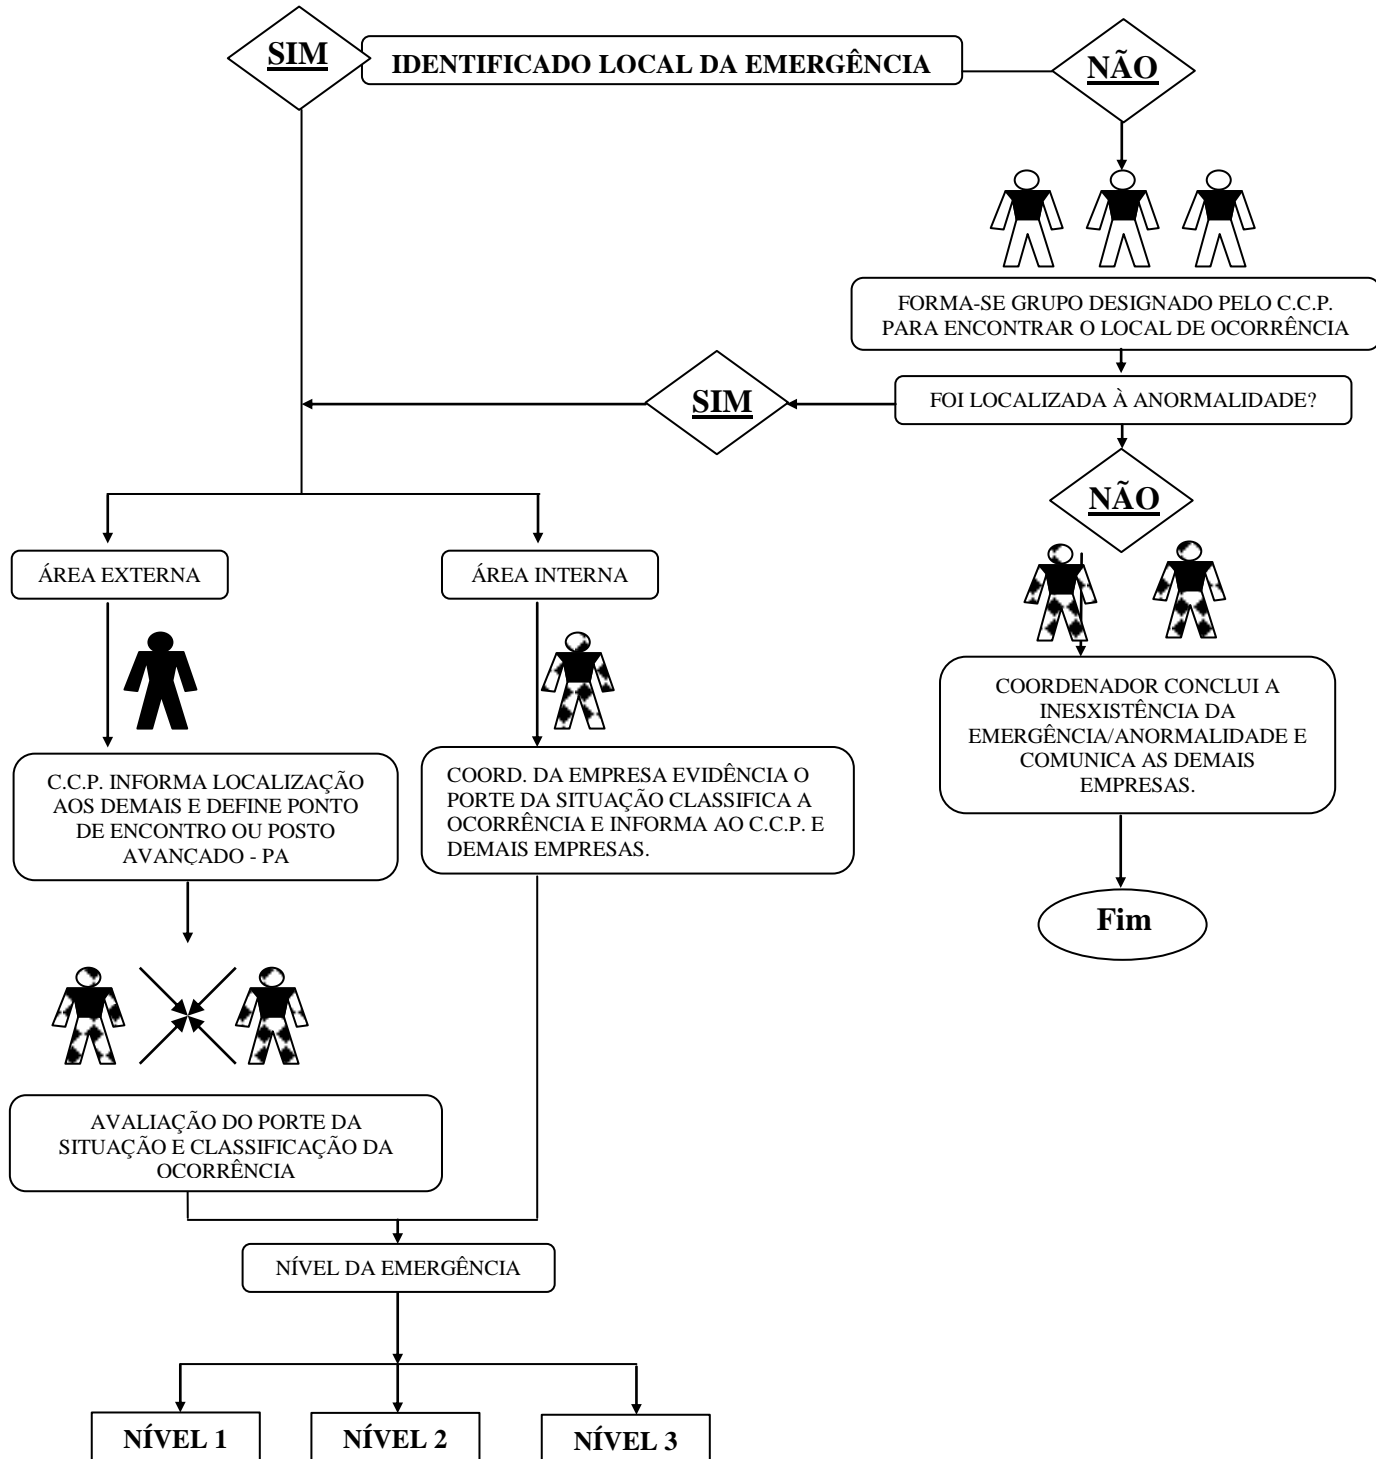 SIM
IDENTIFICADO LOCAL DA EMERGÊNCIA
NÃO
FORMA-SE GRUPO DESIGNADO PELO C.C.P.
PARA ENCONTRAR O LOCAL DE OCORRÊNCIA
FOI LOCALIZADA À ANORMALIDADE?
SIM
NÃO
ÁREA EXTERNA
ÁREA INTERNA
C.C.P. INFORMA LOCALIZAÇÃO
AOS DEMAIS E DEFINE PONTO
DE ENCONTRO OU POSTO
AVANÇADO - PA
COORD. DA EMPRESA EVIDÊNCIA O
PORTE DA SITUAÇÃO CLASSIFICA A
OCORRÊNCIA E INFORMA AO C.C.P. E
DEMAIS EMPRESAS.
COORDENADOR CONCLUI A
INESXISTÊNCIA DA
EMERGÊNCIA/ANORMALIDADE E
COMUNICA AS DEMAIS
EMPRESAS.
Fim
AVALIAÇÃO DO PORTE DA
SITUAÇÃO E CLASSIFICAÇÃO DA
OCORRÊNCIA
NÍVEL DA EMERGÊNCIA
NÍVEL 1
NÍVEL 2
NÍVEL 3